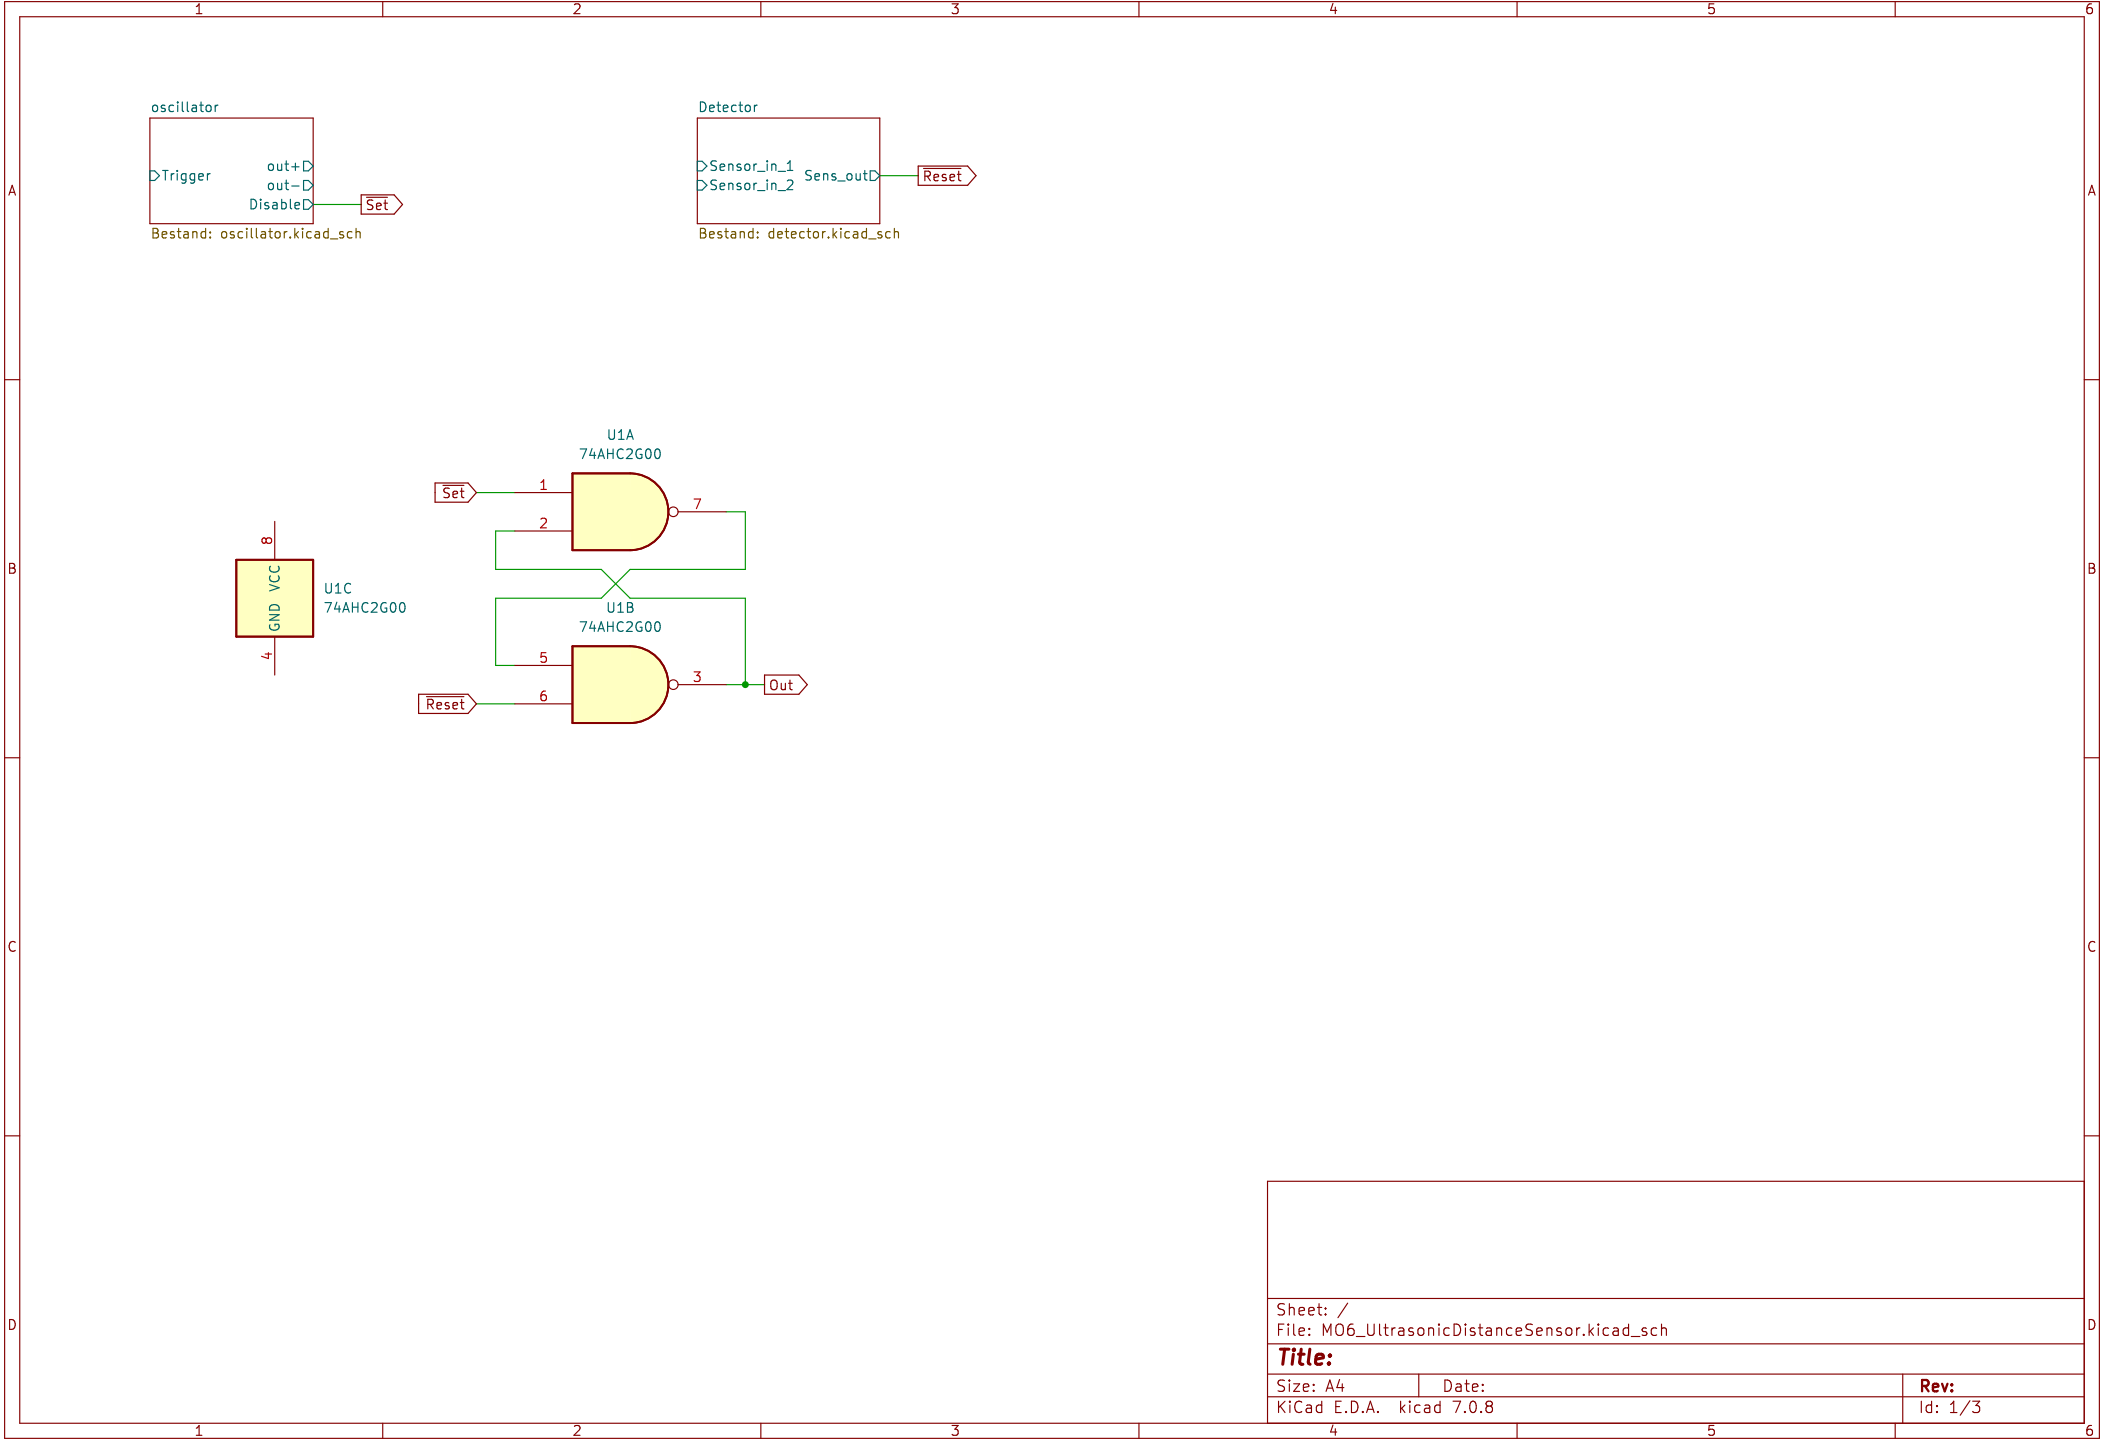 1 2 3 4 5 6
oscillator
Trigger
out+
out-
Disable
Set
Bestand: oscillator.kicad_sch
Detector
Sensor_in_1
Sensor_in_2
Sens_out
Reset
Bestand: detector.kicad_sch
A A
U1A
74AHC2G00
Set
1
2
7
8
VCC
GND
4
U1C
74AHC2G00
B B
U1B
74AHC2G00
5
6
3
Out
Reset
C C
D D
Sheet: /
File: MO6_UltrasonicDistanceSensor.kicad_sch
Title:
Size: A4 Date: Rev:
KiCad E.D.A. kicad 7.0.8 Id: 1/3
1 2 3 4 5 6